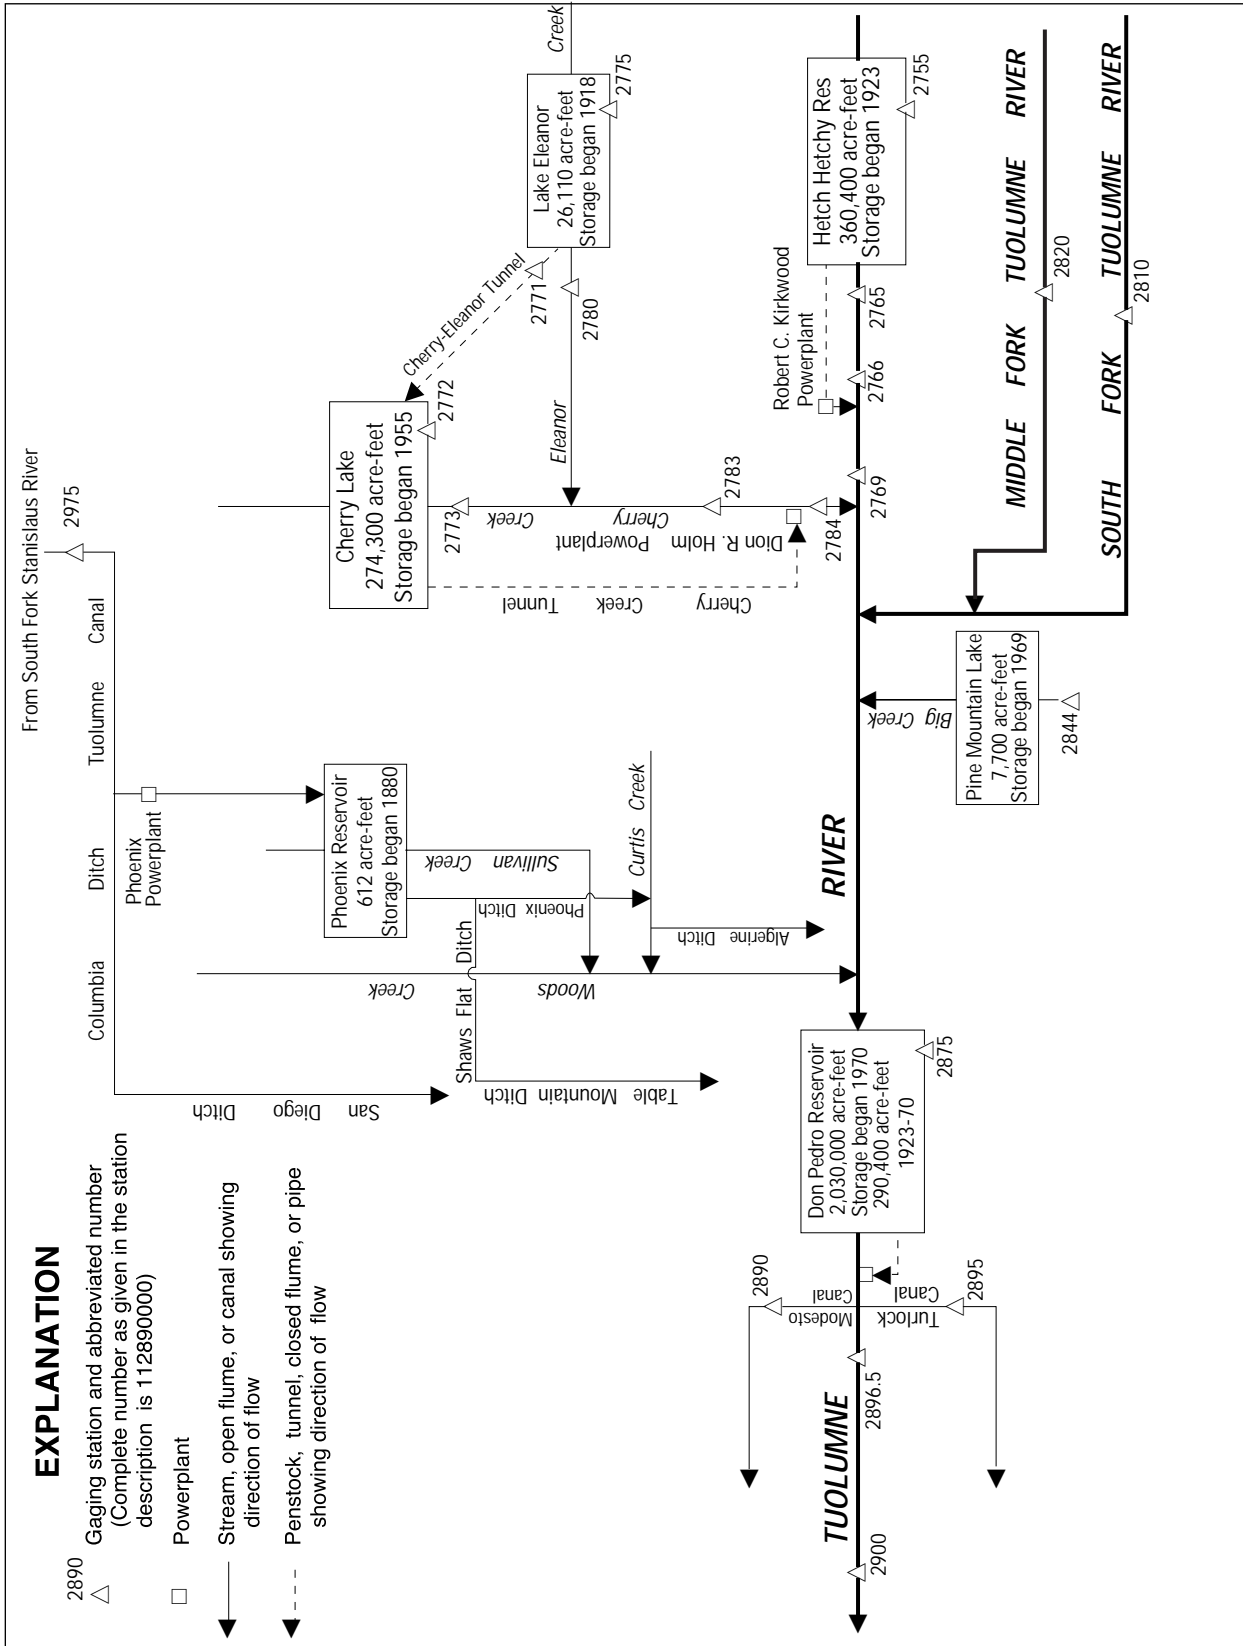 EXPLANATION
2890
Gaging station and abbreviated number
(Complete number as given in the station
description is 112890000)
Powerplant
Stream, open flume, or canal showing
direction of flow
Penstock, tunnel, closed flume, or pipe
showing direction of flow
From South Fork Stanislaus River
2975
Columbia Ditch Tuolumne Canal
San Diego Ditch
Phoenix
Powerplant
Phoenix Reservoir
612 acre-feet
Storage began 1880
Sullivan Creek
Phoenix Ditch
Shaws Flat Ditch
Table Mountain Ditch
Woods Creek
Curtis Creek
Algerine Ditch
Cherry Lake
274,300 acre-feet
Storage began 1955
2772
2773
Cherry-Eleanor Tunnel
2771
2780
Lake Eleanor
26,110 acre-feet
Storage began 1918
2775
Eleanor Creek
Cherry Creek
2783
2784
Cherry Creek Tunnel
Dion R. Holm Powerplant
Robert C. Kirkwood
Powerplant
Hetch Hetchy Res
360,400 acre-feet
Storage began 1923
2755
2765
2766
2769
MIDDLE FORK TUOLUMNE RIVER
2820
SOUTH FORK TUOLUMNE RIVER
2810
Big Creek
Pine Mountain Lake
7,700 acre-feet
Storage began 1969
2844
TUOLUMNE RIVER
Don Pedro Reservoir
2,030,000 acre-feet
Storage began 1970
290,400 acre-feet
1923-70
2875
2890
Modesto
Canal
Turlock
Canal
2895
2896.5
2900